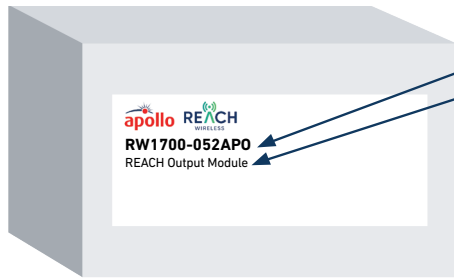 apollo REACH
WIRELESS
RW1700-052APO
REACH Output Module